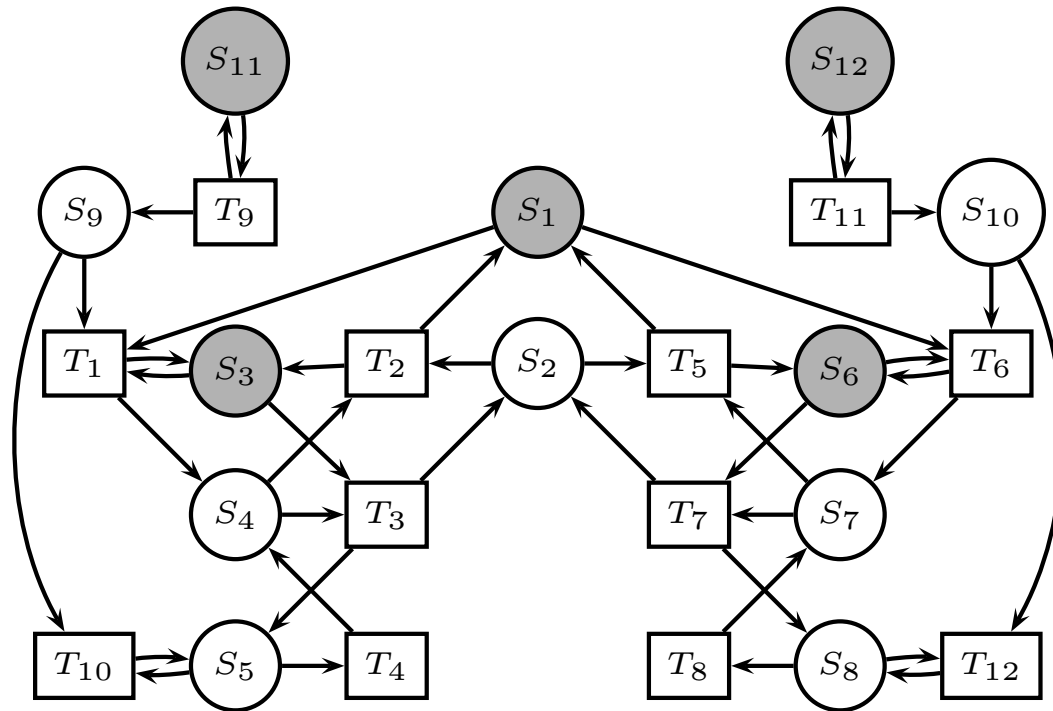 S₁₁ S₁₂
S₉ T₉ S₁ T₁₁ S₁₀
T₁ S₃ T₂ S₂ T₅ S₆ T₆
S₄ T₃ T₇ S₇
T₁₀ S₅ T₄ T₈ S₈ T₁₂